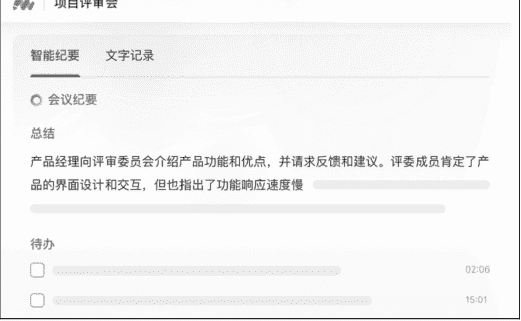 项目评审会
智能纪要 文字记录
会议纪要
总结
产品经理向评审委员会介绍产品功能和优点，并请求反馈和建议。评委成员肯定了产
品的界面设计和交互，但也指出了功能响应速度慢
待办
02:06
15:01